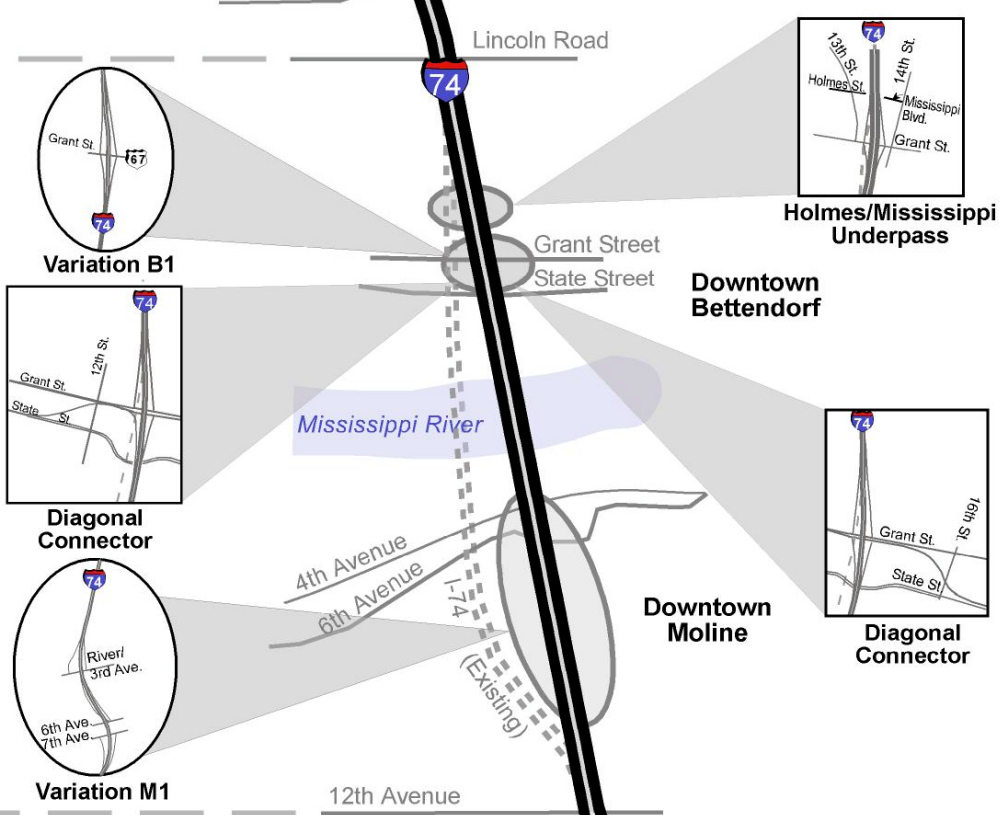 Lincoln Road
74
Grant St.
67
74
Variation B1
74
13th St.
14th St.
Holmes St.
Mississippi
Blvd.
Grant St.
Holmes/Mississippi
Underpass
Grant Street
State Street
Downtown
Bettendorf
74
12th St.
Grant St.
State St.
Diagonal
Connector
Mississippi River
74
16th St.
Grant St.
State St.
Diagonal
Connector
4th Avenue
6th Avenue
I-74
(Existing)
Downtown
Moline
74
River/
3rd Ave.
6th Ave.
7th Ave.
Variation M1
12th Avenue